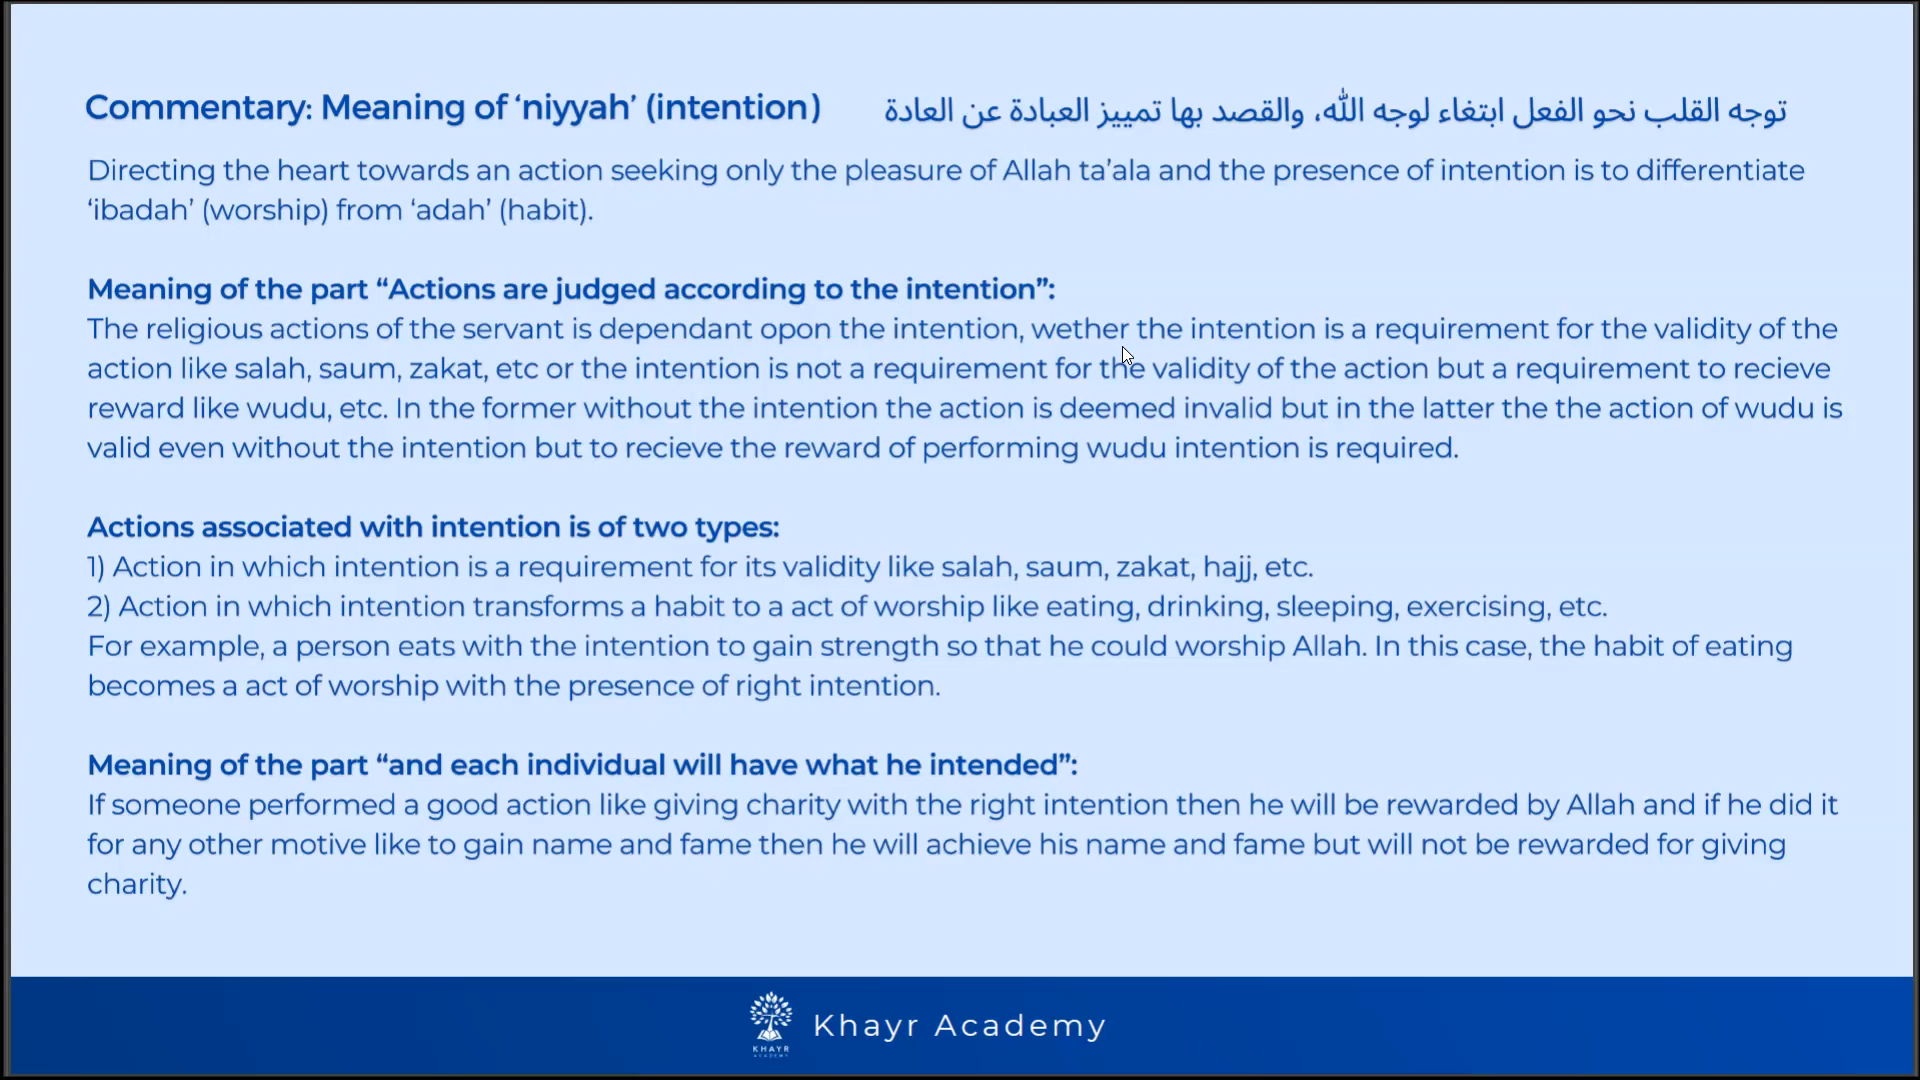 Commentary: Meaning of ‘niyyah’ (intention)
توجه القلب نحو الفعل ابتغاء لوجه الله، والقصد بها تمييز العبادة عن العادة
Directing the heart towards an action seeking only the pleasure of Allah ta’ala and the presence of intention is to differentiate
‘ibadah’ (worship) from ‘adah’ (habit).
Meaning of the part “Actions are judged according to the intention”:
The religious actions of the servant is dependant opon the intention, wether the intention is a requirement for the validity of the
action like salah, saum, zakat, etc or the intention is not a requirement for the validity of the action but a requirement to recieve
reward like wudu, etc. In the former without the intention the action is deemed invalid but in the latter the the action of wudu is
valid even without the intention but to recieve the reward of performing wudu intention is required.
Actions associated with intention is of two types:
1) Action in which intention is a requirement for its validity like salah, saum, zakat, hajj, etc.
2) Action in which intention transforms a habit to a act of worship like eating, drinking, sleeping, exercising, etc.
For example, a person eats with the intention to gain strength so that he could worship Allah. In this case, the habit of eating
becomes a act of worship with the presence of right intention.
Meaning of the part “and each individual will have what he intended”:
If someone performed a good action like giving charity with the right intention then he will be rewarded by Allah and if he did it
for any other motive like to gain name and fame then he will achieve his name and fame but will not be rewarded for giving
charity.
Khayr Academy
KHAYR
ACADEMY